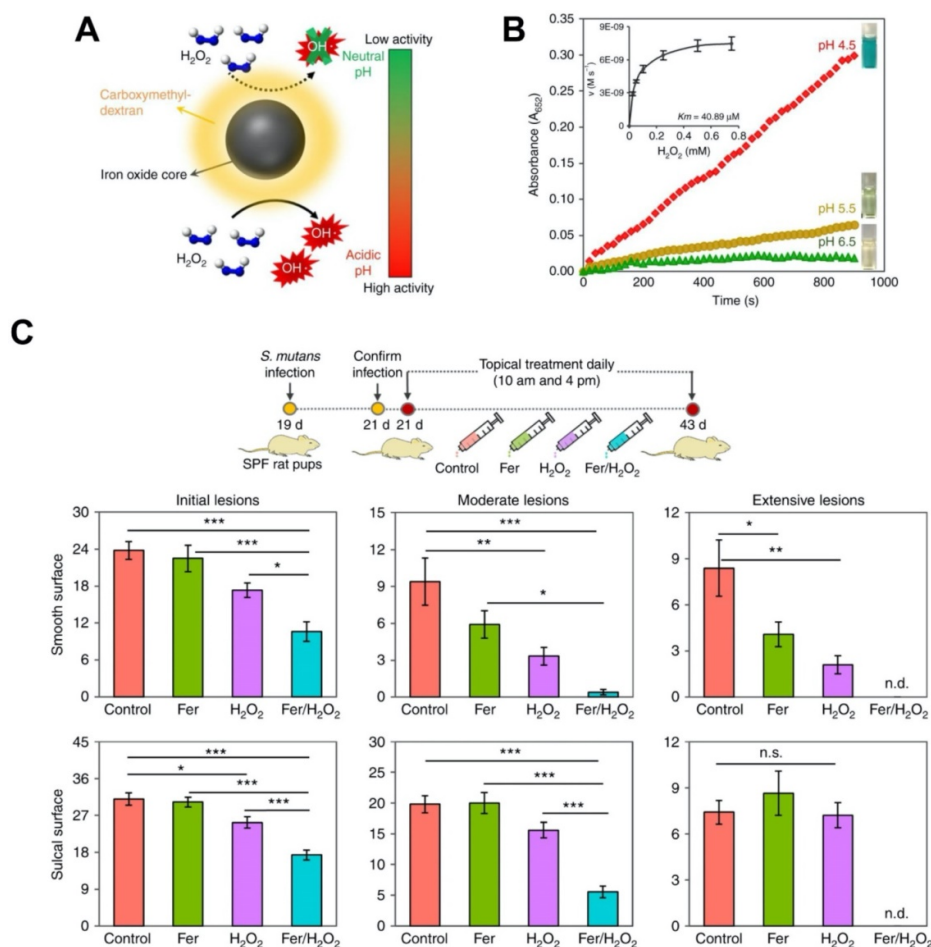 A
H₂O₂
OH·
Neutral pH
Low activity
Carboxymethyl-
dextran
Iron oxide core
H₂O₂
OH·
OH·
Acidic pH
High activity
B
Absorbance (A₆₅₂)
0.35
0.30
0.25
0.20
0.15
0.10
0.05
0.00
0
200
400
600
800
1000
Time (s)
v (M s⁻¹)
9E-09
6E-09
3E-09
0
0.2
0.4
0.6
0.8
H₂O₂ (mM)
Km = 40.89 µM
pH 4.5
pH 5.5
pH 6.5
C
S. mutans
infection
Confirm
infection
Topical treatment daily
(10 am and 4 pm)
19 d
21 d
21 d
43 d
SPF rat pups
Control
Fer
H₂O₂
Fer/H₂O₂
Initial lesions
Moderate lesions
Extensive lesions
Smooth surface
30
24
18
12
6
0
***
***
*
Control
Fer
H₂O₂
Fer/H₂O₂
15
12
9
6
3
0
***
**
*
Control
Fer
H₂O₂
Fer/H₂O₂
12
9
6
3
0
*
**
n.d.
Control
Fer
H₂O₂
Fer/H₂O₂
Sulcal surface
45
36
27
18
9
0
***
*
***
***
Control
Fer
H₂O₂
Fer/H₂O₂
30
25
20
15
10
5
0
***
***
***
Control
Fer
H₂O₂
Fer/H₂O₂
12
9
6
3
0
n.s.
n.d.
Control
Fer
H₂O₂
Fer/H₂O₂